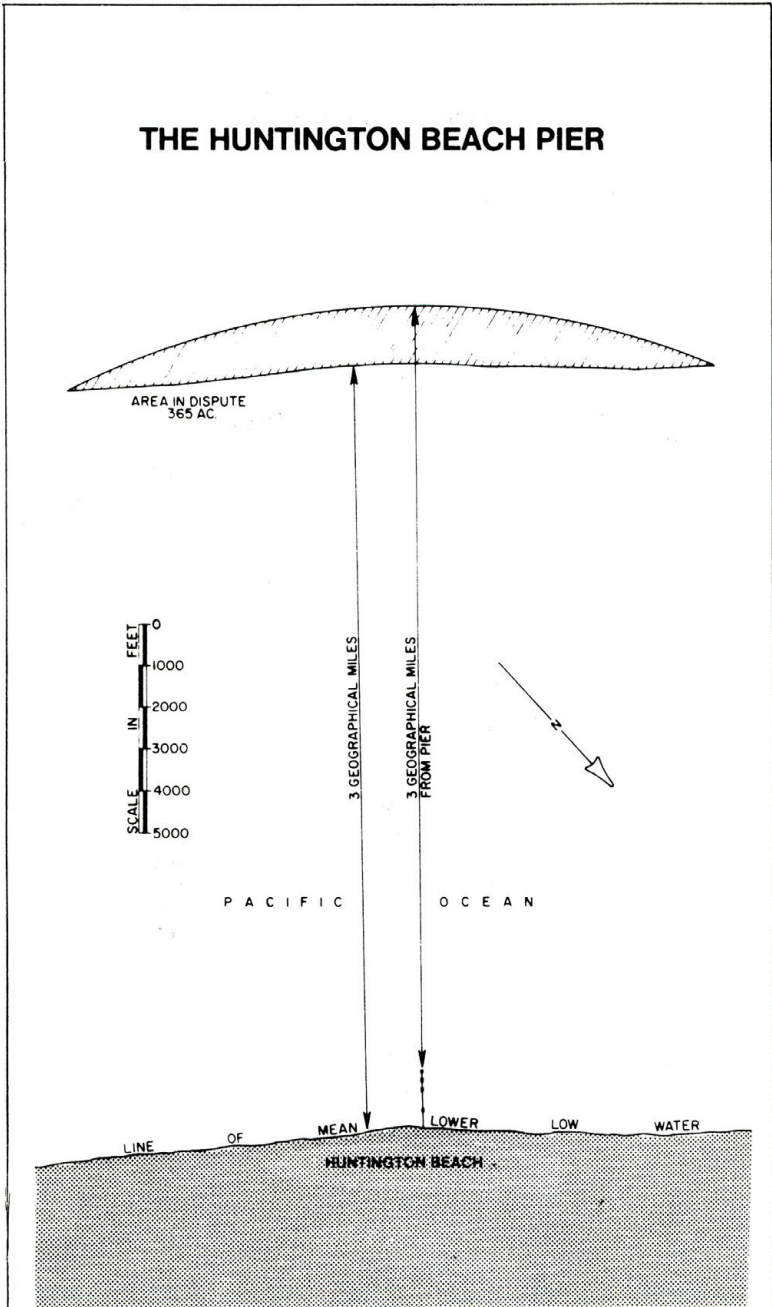 THE HUNTINGTON BEACH PIER
AREA IN DISPUTE
365 AC.
SCALE IN FEET
0
1000
2000
3000
4000
5000
3 GEOGRAPHICAL MILES
3 GEOGRAPHICAL MILES
FROM PIER
N
PACIFIC OCEAN
LINE OF MEAN LOWER LOW WATER
HUNTINGTON BEACH